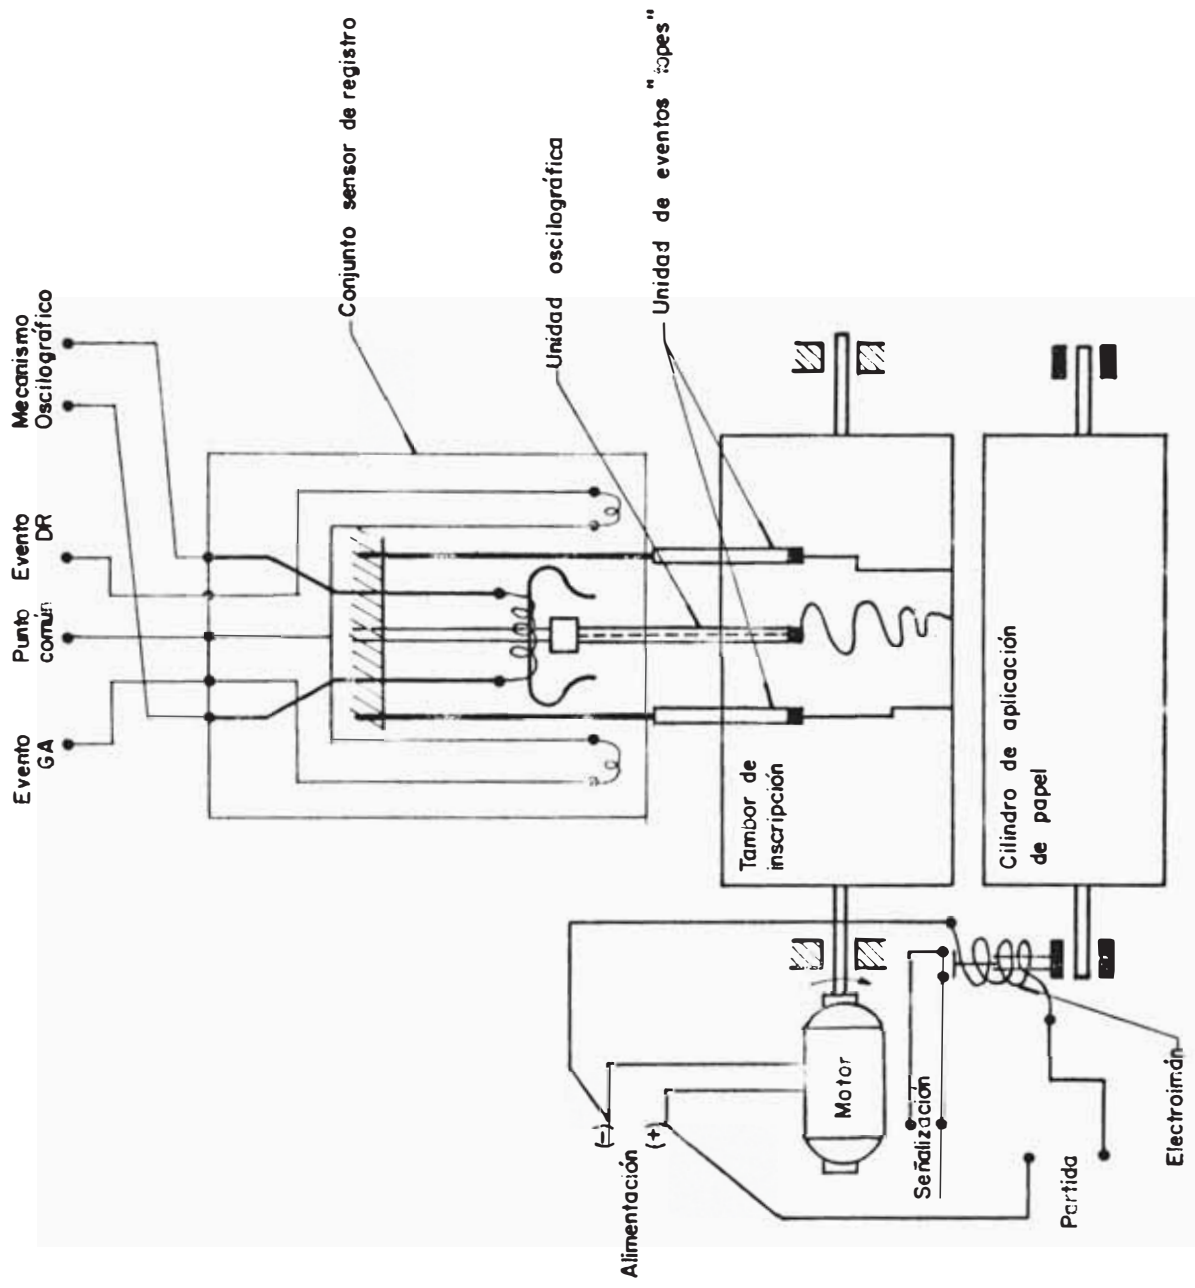 Evento
GA
Punto
común
Evento
DR
Mecanismo
Oscilográfico
Conjunto sensor de registro
Unidad oscilográfica
Unidad de eventos "topes"
Alimentación
(-)
(+)
Tambor de
inscripción
Motor
Señalización
Cilindro de aplicación
de papel
Partida
Electroimán